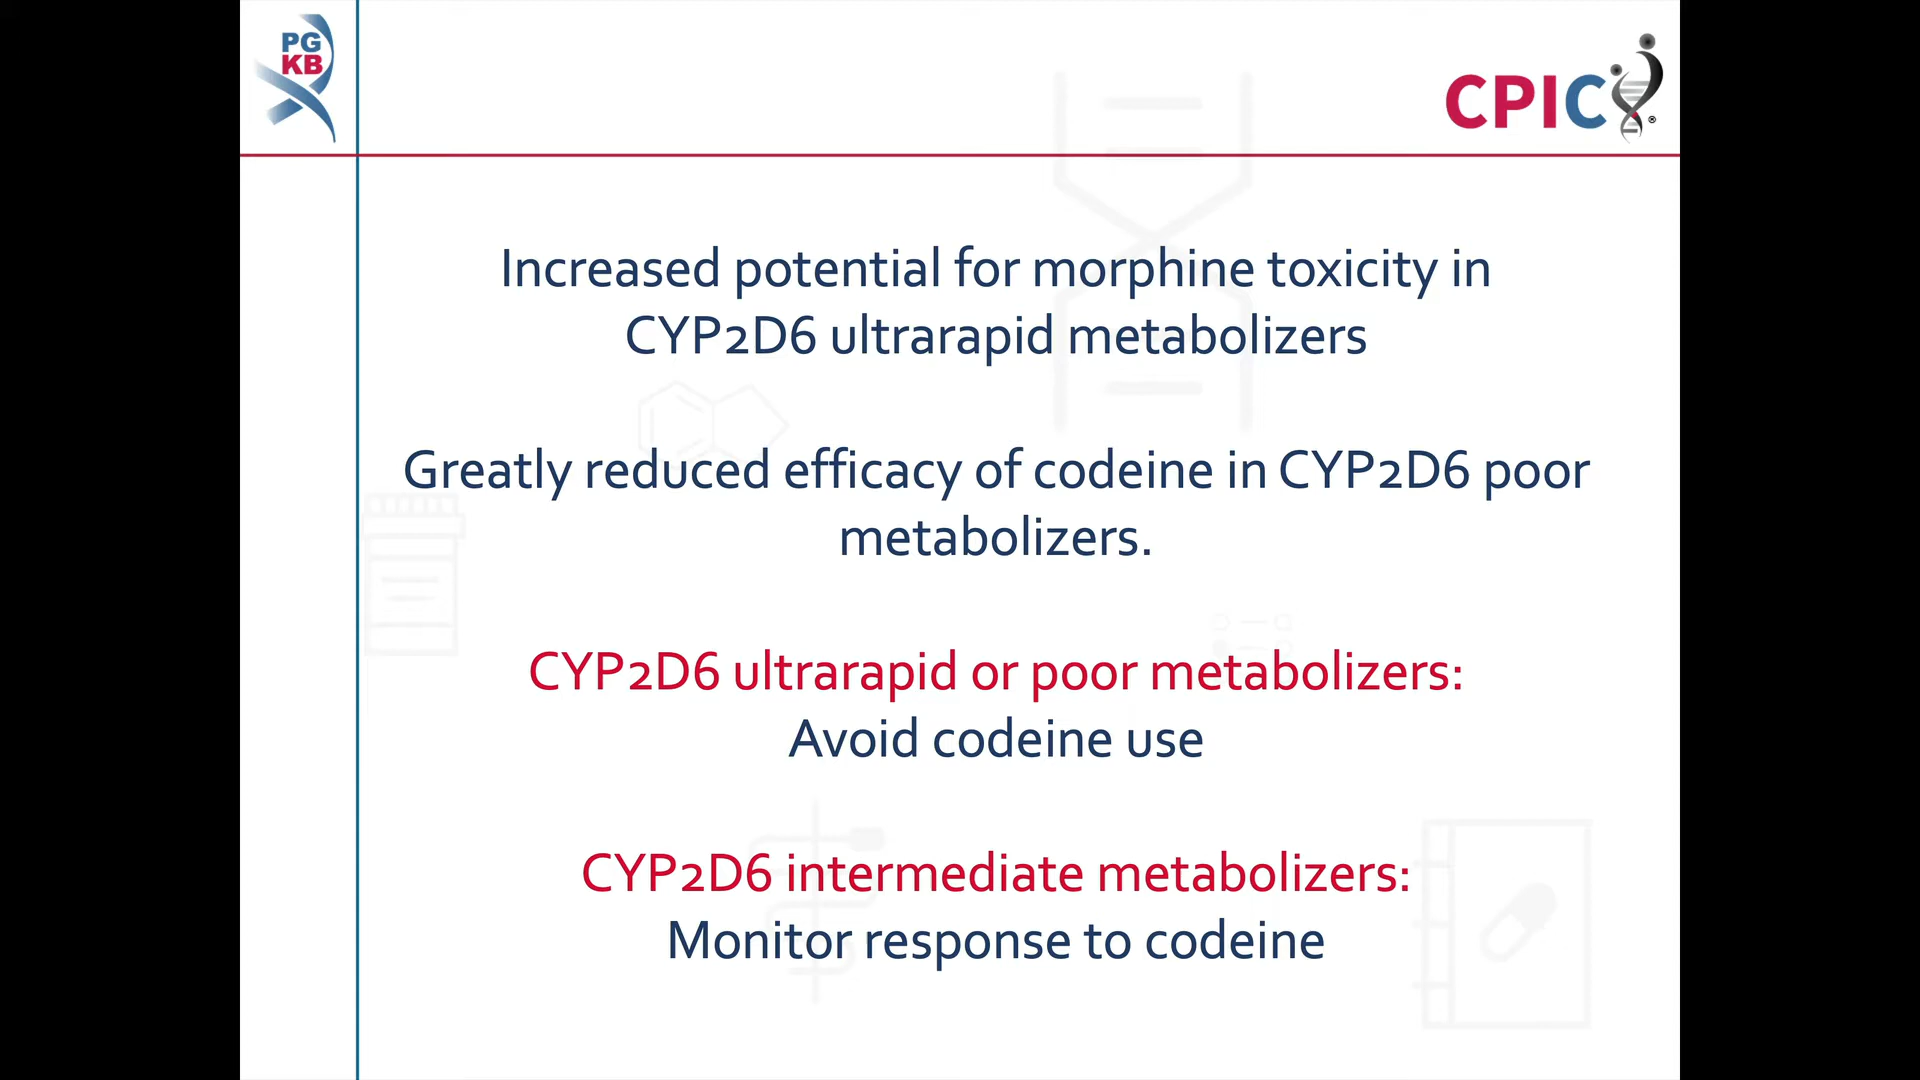 PG
KB
CPIC®
Increased potential for morphine toxicity in
CYP2D6 ultrarapid metabolizers
Greatly reduced efficacy of codeine in CYP2D6 poor
metabolizers.
CYP2D6 ultrarapid or poor metabolizers:
Avoid codeine use
CYP2D6 intermediate metabolizers:
Monitor response to codeine